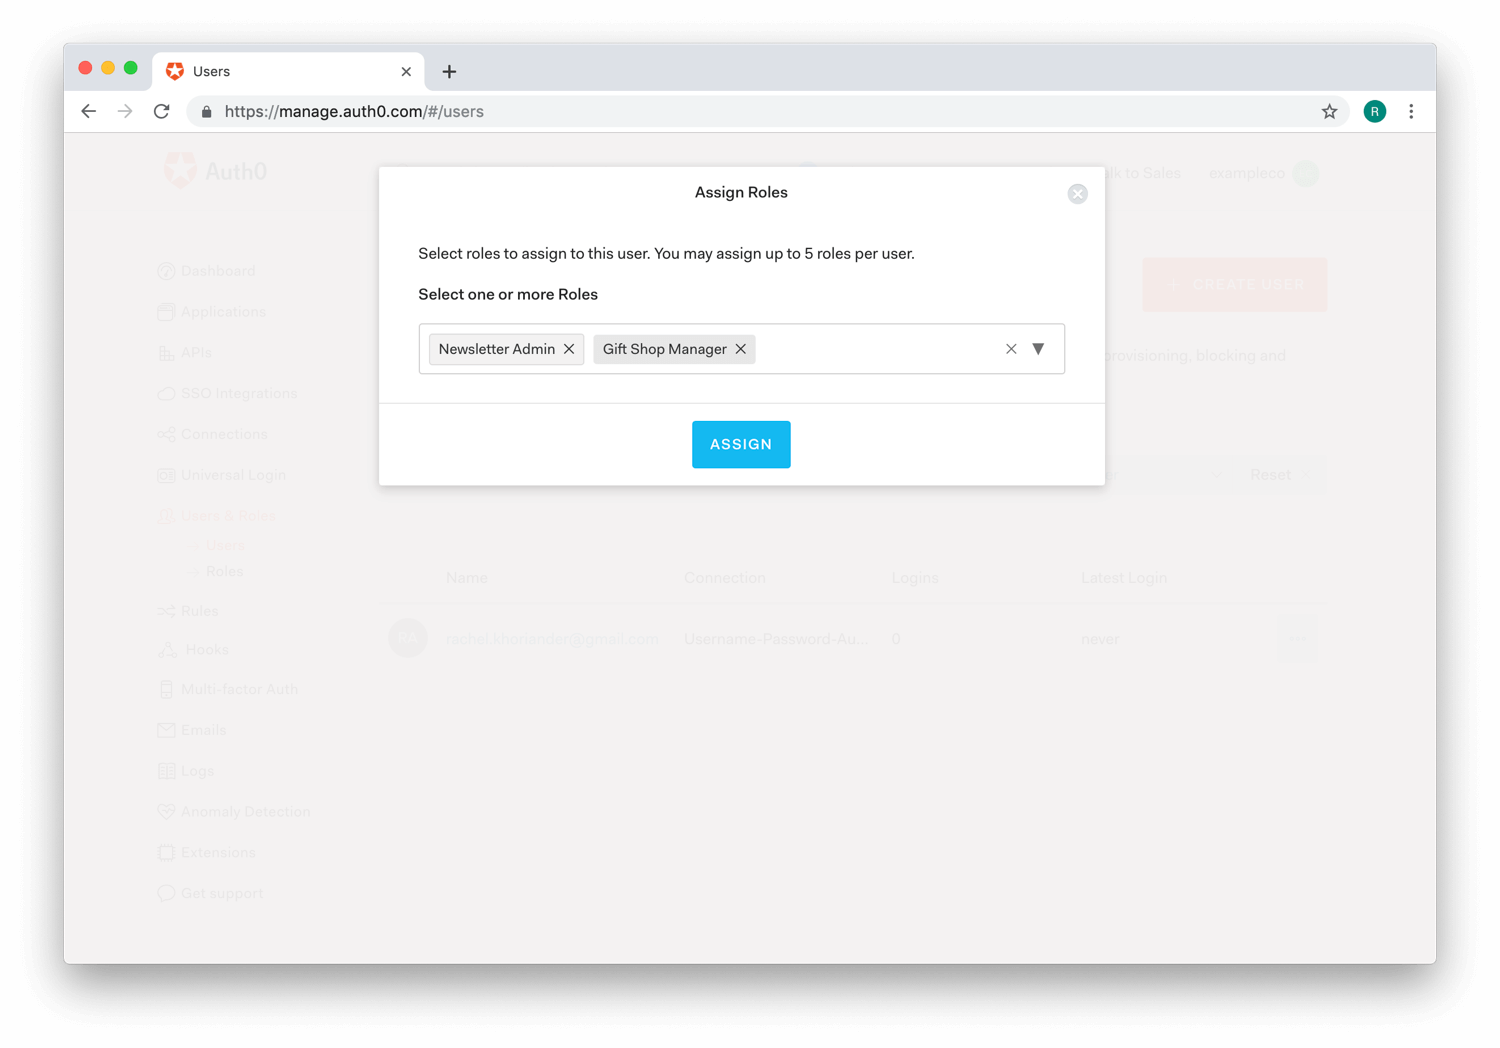 Users
https://manage.auth0.com/#/users
R
Auth0
lk to Sales
exampleco
Assign Roles
Select roles to assign to this user. You may assign up to 5 roles per user.
Select one or more Roles
Newsletter Admin
Gift Shop Manager
ASSIGN
Dashboard
Applications
APIs
SSO Integrations
Connections
Universal Login
Users & Roles
Users
Roles
Rules
Hooks
Multi-factor Auth
Emails
Logs
Anomaly Detection
Extensions
Get support
+ CREATE USER
provisioning, blocking and
Reset
Name Connection Logins Latest Login
rachel.khoriander@gmail.com Username-Password-Au... 0 never